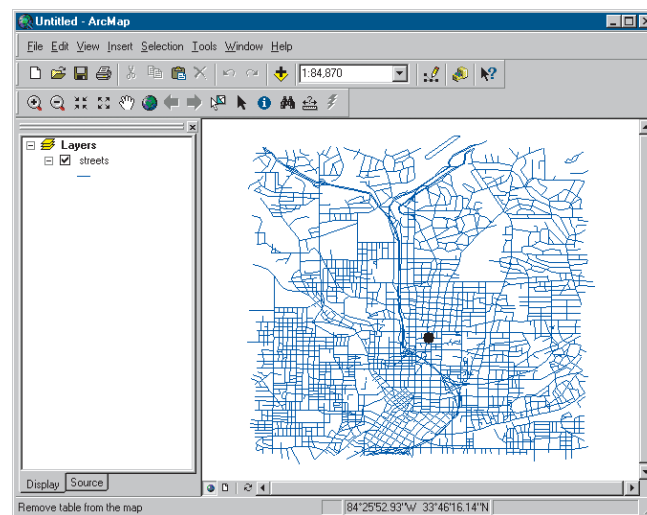 Untitled - ArcMap
File Edit View Insert Selection Tools Window Help
1:84,870
Layers
streets
Display Source
Remove table from the map 84°25'52.93"W 33°46'16.14"N